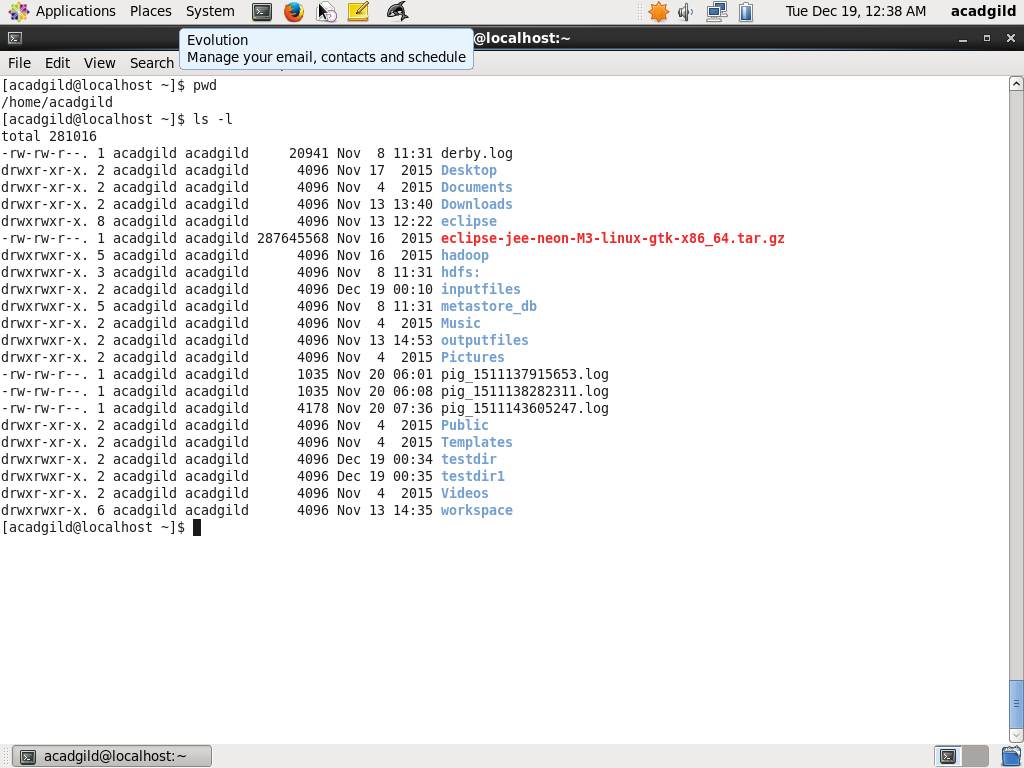 Applications Places System Tue Dec 19, 12:38 AM acadgild
Evolution
Manage your email, contacts and schedule
@localhost:~
File Edit View Search
[acadgild@localhost ~]$ pwd
/home/acadgild
[acadgild@localhost ~]$ ls -l
total 281016
-rw-rw-r--. 1 acadgild acadgild     20941 Nov  8 11:31 derby.log
drwxr-xr-x. 2 acadgild acadgild      4096 Nov 17  2015 Desktop
drwxr-xr-x. 2 acadgild acadgild      4096 Nov  4  2015 Documents
drwxr-xr-x. 2 acadgild acadgild      4096 Nov 13 13:40 Downloads
drwxrwxr-x. 8 acadgild acadgild      4096 Nov 13 12:22 eclipse
-rw-rw-r--. 1 acadgild acadgild 287645568 Nov 16  2015 eclipse-jee-neon-M3-linux-gtk-x86_64.tar.gz
drwxrwxr-x. 5 acadgild acadgild      4096 Nov 16  2015 hadoop
drwxrwxr-x. 3 acadgild acadgild      4096 Nov  8 11:31 hdfs:
drwxrwxr-x. 2 acadgild acadgild      4096 Dec 19 00:10 inputfiles
drwxrwxr-x. 5 acadgild acadgild      4096 Nov  8 11:31 metastore_db
drwxr-xr-x. 2 acadgild acadgild      4096 Nov  4  2015 Music
drwxrwxr-x. 2 acadgild acadgild      4096 Nov 13 14:53 outputfiles
drwxr-xr-x. 2 acadgild acadgild      4096 Nov  4  2015 Pictures
-rw-rw-r--. 1 acadgild acadgild      1035 Nov 20 06:01 pig_1511137915653.log
-rw-rw-r--. 1 acadgild acadgild      1035 Nov 20 06:08 pig_1511138282311.log
-rw-rw-r--. 1 acadgild acadgild      4178 Nov 20 07:36 pig_1511143605247.log
drwxr-xr-x. 2 acadgild acadgild      4096 Nov  4  2015 Public
drwxr-xr-x. 2 acadgild acadgild      4096 Nov  4  2015 Templates
drwxrwxr-x. 2 acadgild acadgild      4096 Dec 19 00:34 testdir
drwxrwxr-x. 2 acadgild acadgild      4096 Dec 19 00:35 testdir1
drwxr-xr-x. 2 acadgild acadgild      4096 Nov  4  2015 Videos
drwxrwxr-x. 6 acadgild acadgild      4096 Nov 13 14:35 workspace
[acadgild@localhost ~]$
acadgild@localhost:~